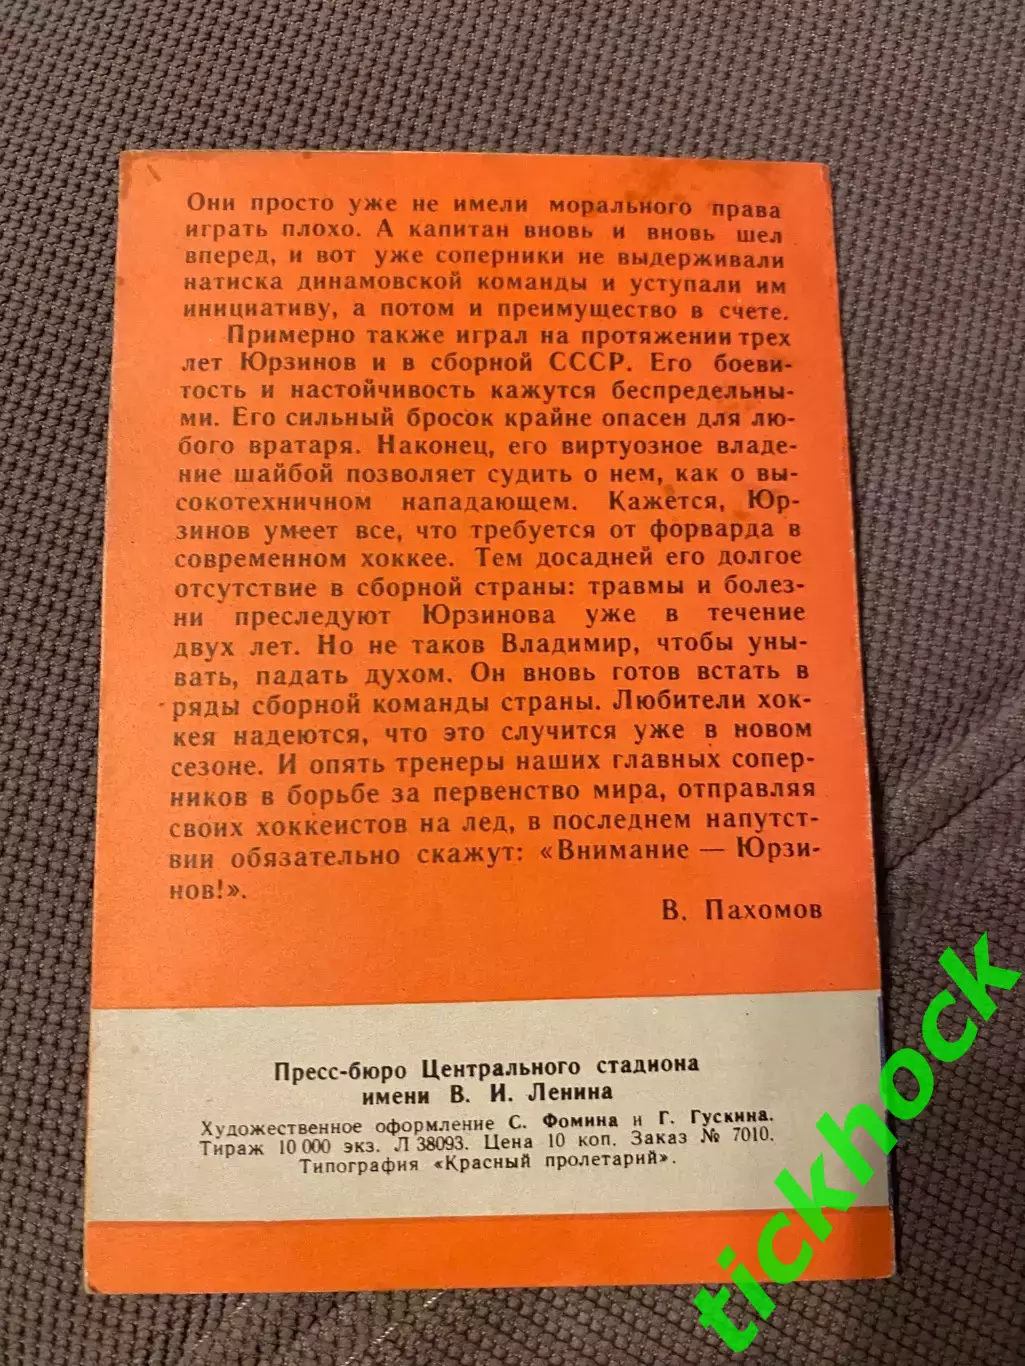 Они просто уже не имели морального права
играть плохо. А капитан вновь и вновь шел
вперед, и вот уже соперники не выдерживали
натиска динамовской команды и уступали им
инициативу, а потом и преимущество в счете.
Примерно также играл на протяжении трех
лет Юрзинов и в сборной СССР. Его боеви-
тость и настойчивость кажутся беспредельны-
ми. Его сильный бросок крайне опасен для лю-
бого вратаря. Наконец, его виртуозное владе-
ние шайбой позволяет судить о нем, как о вы-
сокотехничном нападающем. Кажется, Юр-
зинов умеет все, что требуется от форварда в
современном хоккее. Тем досадней его долгое
отсутствие в сборной страны: травмы и болез-
ни преследуют Юрзинова уже в течение
двух лет. Но не таков Владимир, чтобы уны-
вать, падать духом. Он вновь готов встать в
ряды сборной команды страны. Любители хок-
кея надеются, что это случится уже в новом
сезоне. И опять тренеры наших главных сопер-
ников в борьбе за первенство мира, отправляя
своих хоккеистов на лед, в последнем напутст-
вии обязательно скажут: «Внимание — Юрзи-
нов!».
В. Пахомов
Пресс-бюро Центрального стадиона
имени В. И. Ленина
Художественное оформление С. Фомина и Г. Гускина.
Тираж 10 000 экз. Л 38093. Цена 10 коп. Заказ № 7010.
Типография «Красный пролетарий».
tickhock